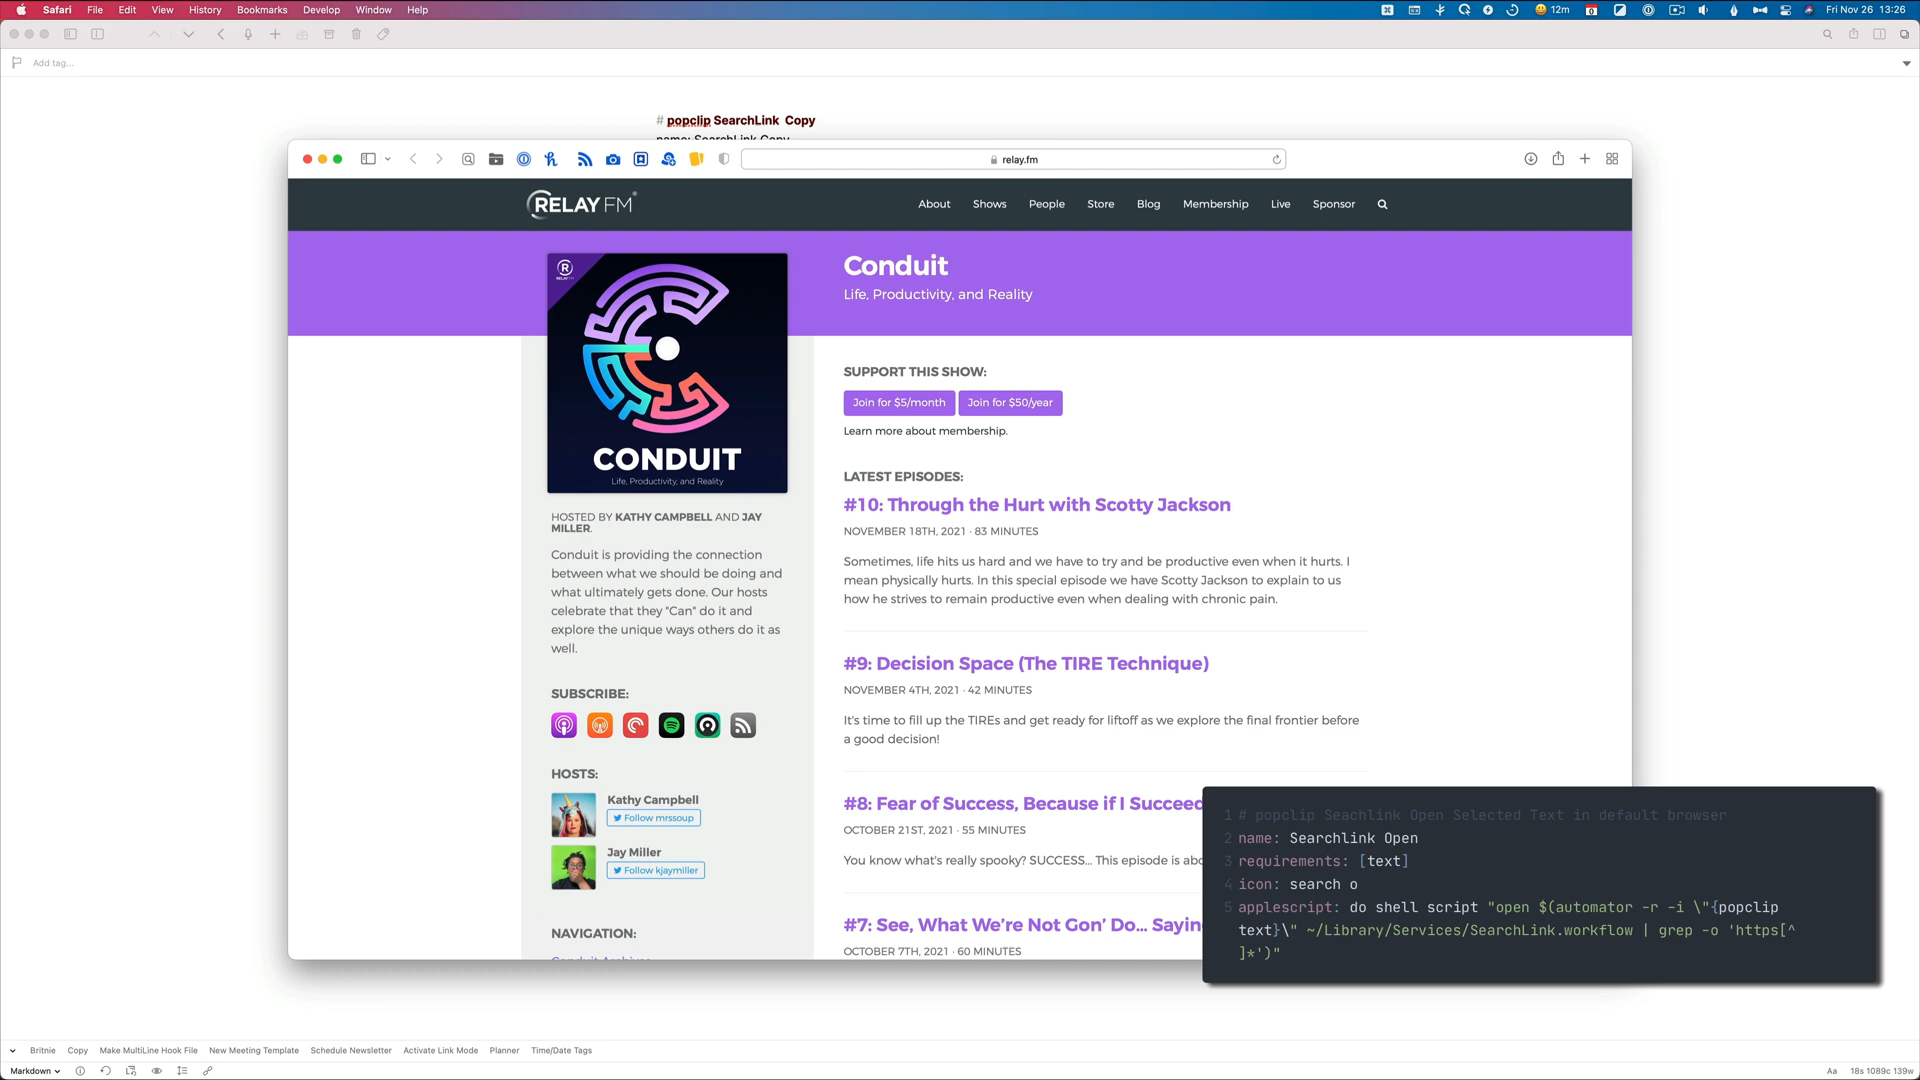 Safari File Edit View History Bookmarks Develop Window Help
12m
Fri Nov 26 13:26
Add tag...
# popclip SearchLink Copy
name: SearchLink Copy
relay.fm
RELAY FM
About Shows People Store Blog Membership Live Sponsor
Conduit
Life, Productivity, and Reality
CONDUIT
Life, Productivity, and Reality
HOSTED BY KATHY CAMPBELL AND JAY
MILLER.
Conduit is providing the connection
between what we should be doing and
what ultimately gets done. Our hosts
celebrate that they "Can" do it and
explore the unique ways others do it as
well.
SUBSCRIBE:
HOSTS:
Kathy Campbell
Follow mrssoup
Jay Miller
Follow kjaymiller
NAVIGATION:
Conduit Archives
SUPPORT THIS SHOW:
Join for $5/month Join for $50/year
Learn more about membership.
LATEST EPISODES:
#10: Through the Hurt with Scotty Jackson
NOVEMBER 18TH, 2021 · 83 MINUTES
Sometimes, life hits us hard and we have to try and be productive even when it hurts. I
mean physically hurts. In this special episode we have Scotty Jackson to explain to us
how he strives to remain productive even when dealing with chronic pain.
#9: Decision Space (The TIRE Technique)
NOVEMBER 4TH, 2021 · 42 MINUTES
It's time to fill up the TIREs and get ready for liftoff as we explore the final frontier before
a good decision!
#8: Fear of Success, Because if I Succeed
OCTOBER 21ST, 2021 · 55 MINUTES
You know what's really spooky? SUCCESS... This episode is
#7: See, What We're Not Gon' Do... Sayin
OCTOBER 7TH, 2021 · 60 MINUTES
1 # popclip Seachlink Open Selected Text in default browser
2 name: Searchlink Open
3 requirements: [text]
4 icon: search o
5 applescript: do shell script "open $(automator -r -i \"{popclip
text}\" ~/Library/Services/SearchLink.workflow | grep -o 'https[^
]*')"
Britnie Copy Make MultiLine Hook File New Meeting Template Schedule Newsletter Activate Link Mode Planner Time/Date Tags
Markdown
Aa 18s 1089c 139w